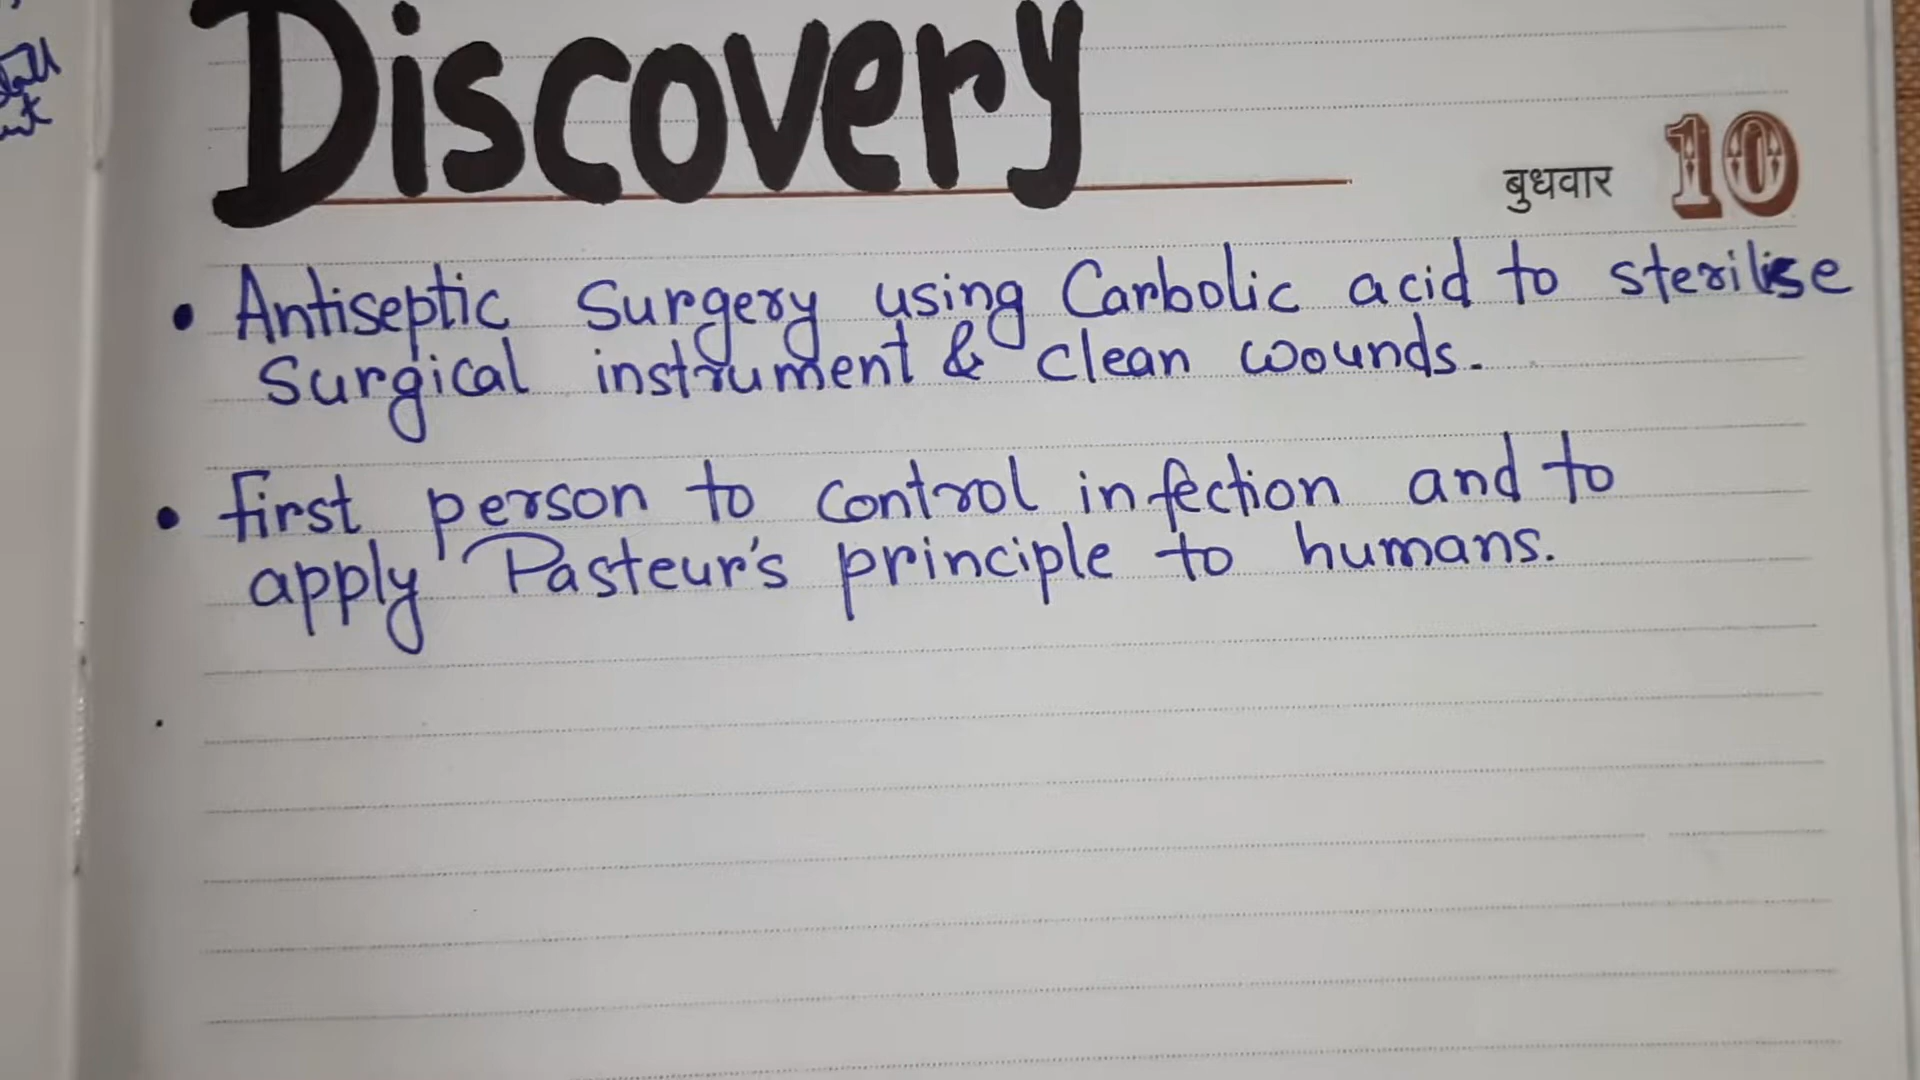 Discovery
बुधवार 10
• Antiseptic Surgery using Carbolic acid to sterilise
Surgical instrument & clean wounds.
• first person to control infection and to
apply Pasteur's principle to humans.